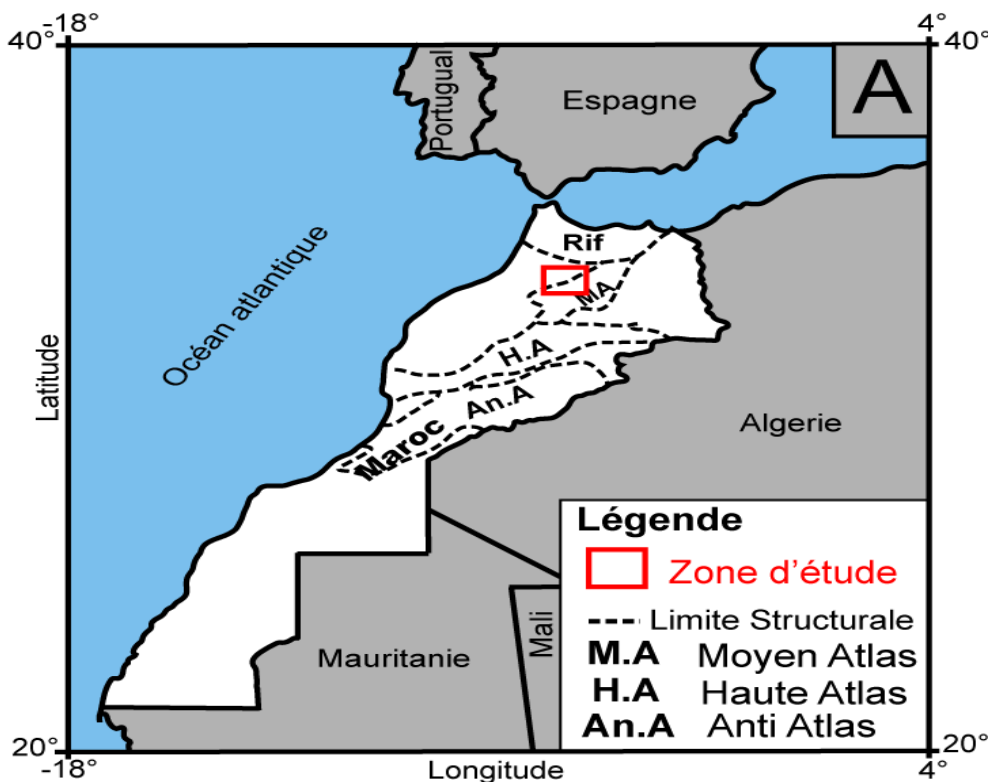 -18°
4°
40°
40°
A
Portugual
Espagne
Océan atlantique
Rif
MA
Latitude
H.A
An.A
Maroc
Algerie
Légende
Zone d'étude
Limite Structurale
M.A Moyen Atlas
H.A Haute Atlas
An.A Anti Atlas
Mali
Mauritanie
20°
20°
-18°
Longitude
4°